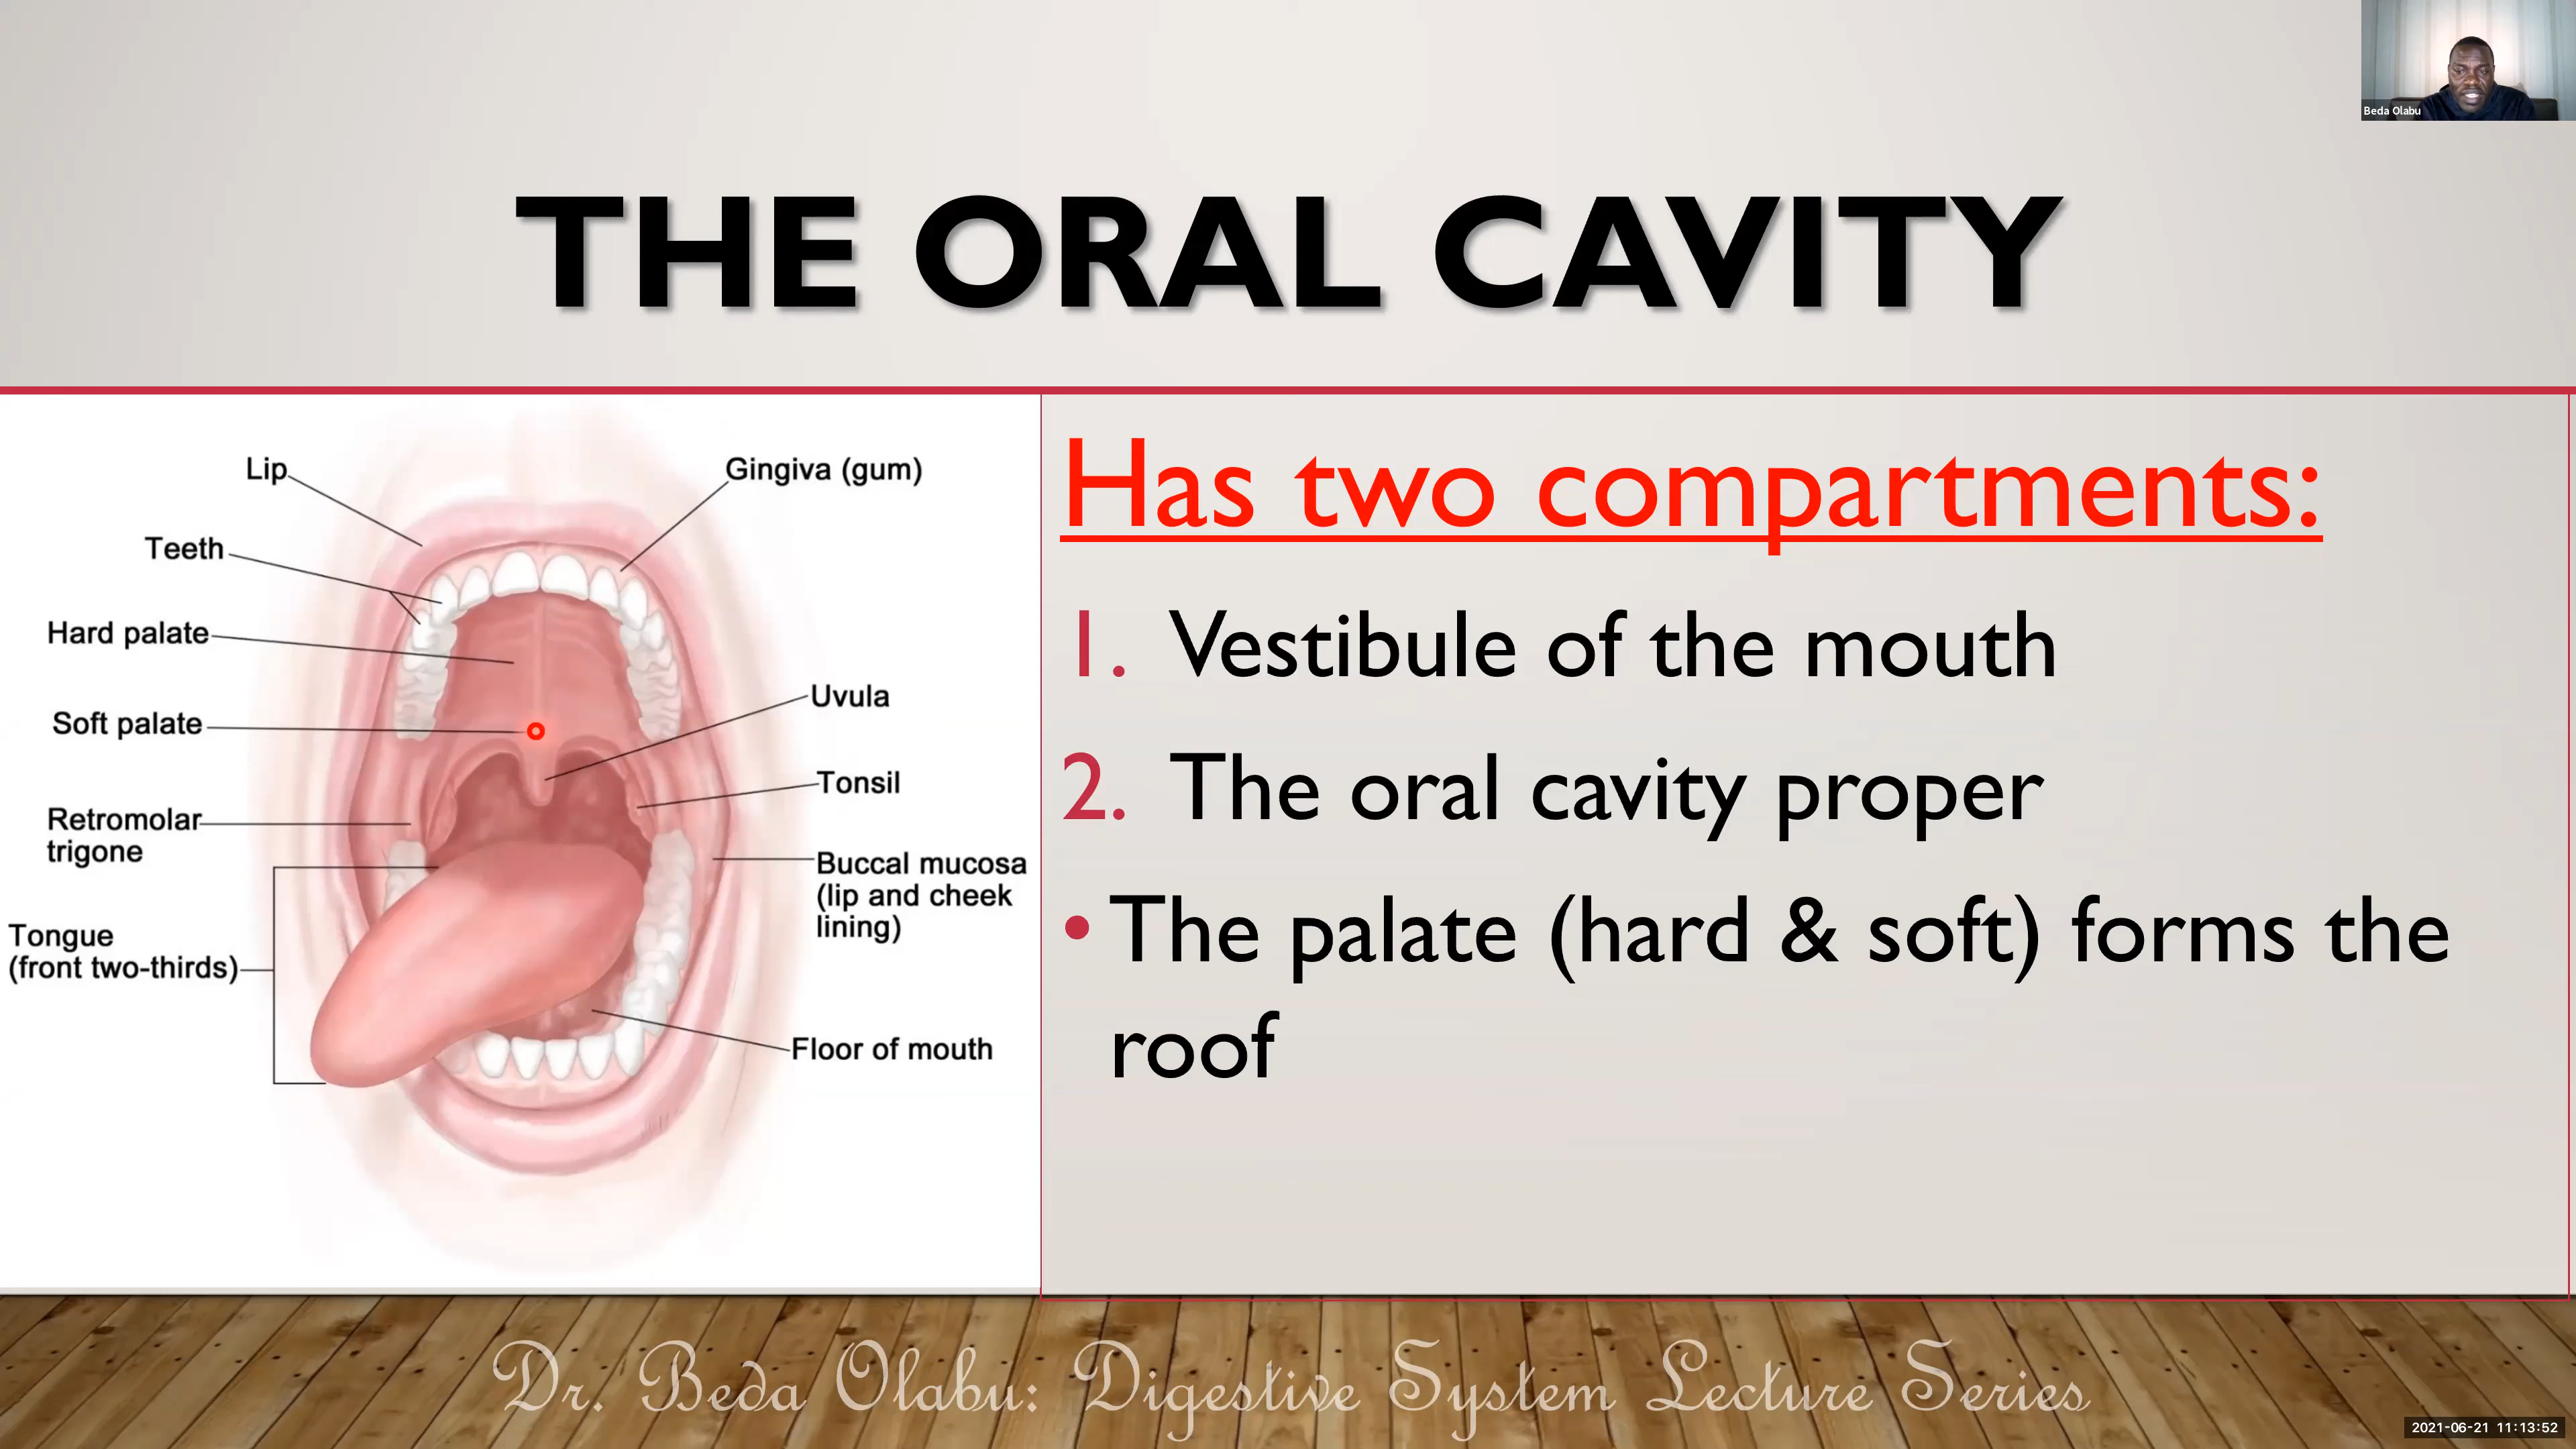 Beda Olabu
THE ORAL CAVITY
Lip
Teeth
Hard palate
Soft palate
Retromolar
trigone
Tongue
(front two-thirds)
Gingiva (gum)
Uvula
Tonsil
Buccal mucosa
(lip and cheek
lining)
Floor of mouth
Has two compartments:
1. Vestibule of the mouth
2. The oral cavity proper
• The palate (hard & soft) forms the
roof
Dr. Beda Olabu: Digestive System Lecture Series
2021-06-21 11:13:52